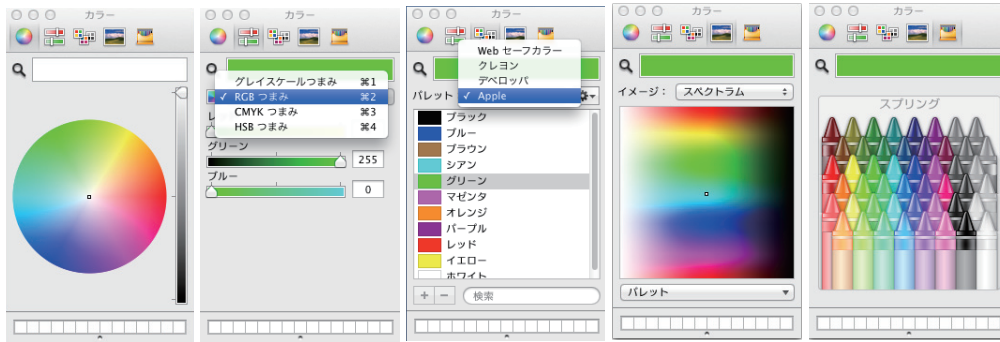 カラー
カラー
グレイスケールつまみ ⌘1
✓ RGB つまみ ⌘2
CMYK つまみ ⌘3
HSB つまみ ⌘4
グリーン
255
ブルー
0
カラー
Web セーフカラー
クレヨン
デベロッパ
パレット ✓ Apple
ブラック
ブルー
ブラウン
シアン
グリーン
マゼンタ
オレンジ
パープル
レッド
イエロー
ホワイト
+ − 検索
カラー
イメージ： スペクトラム
パレット
カラー
スプリング